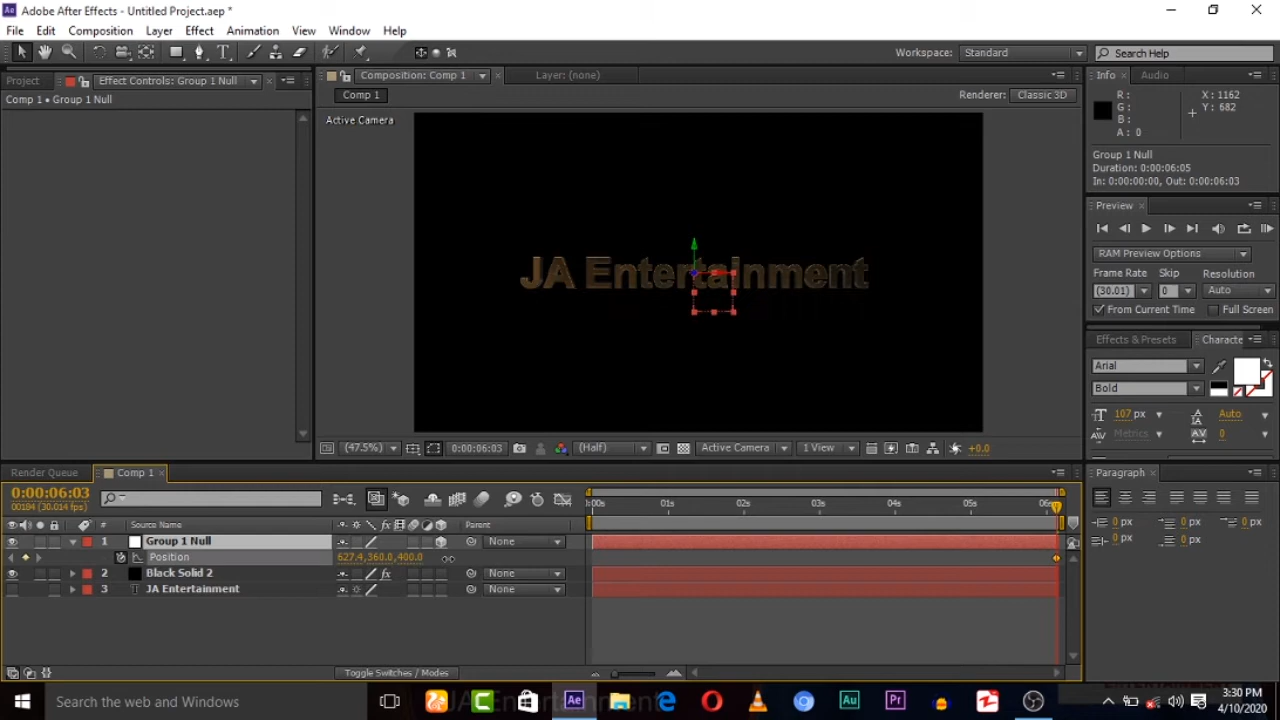 Adobe After Effects - Untitled Project.aep *
File Edit Composition Layer Effect Animation View Window Help
Workspace: Standard Search Help
Project Effect Controls: Group 1 Null
Comp 1 • Group 1 Null
Composition: Comp 1 Layer: (none)
Comp 1 Renderer: Classic 3D
Active Camera
JA Entertainment
(47.5%) 0:00:06:03 (Half) Active Camera 1 View +0.0
Info Audio
R: X: 1162
G: Y: 682
B:
A: 0
Group 1 Null
Duration: 0:00:06:05
In: 0:00:00:00, Out: 0:00:06:03
Preview
RAM Preview Options
Frame Rate Skip Resolution
(30.01) 0 Auto
From Current Time Full Screen
Effects & Presets Characte
Arial
Bold
107 px Auto
Metrics 0
Render Queue Comp 1
0:00:06:03
00184 (30.014 fps)
:00s 01s 02s 03s 04s 05s 06s
# Source Name Parent
1 Group 1 Null None
Position 627.4,360.0,400.0
2 Black Solid 2 None
3 T JA Entertainment None
Toggle Switches / Modes
Paragraph
0 px 0 px 0 px
0 px 0 px
Search the web and Windows
3:30 PM
4/10/2020